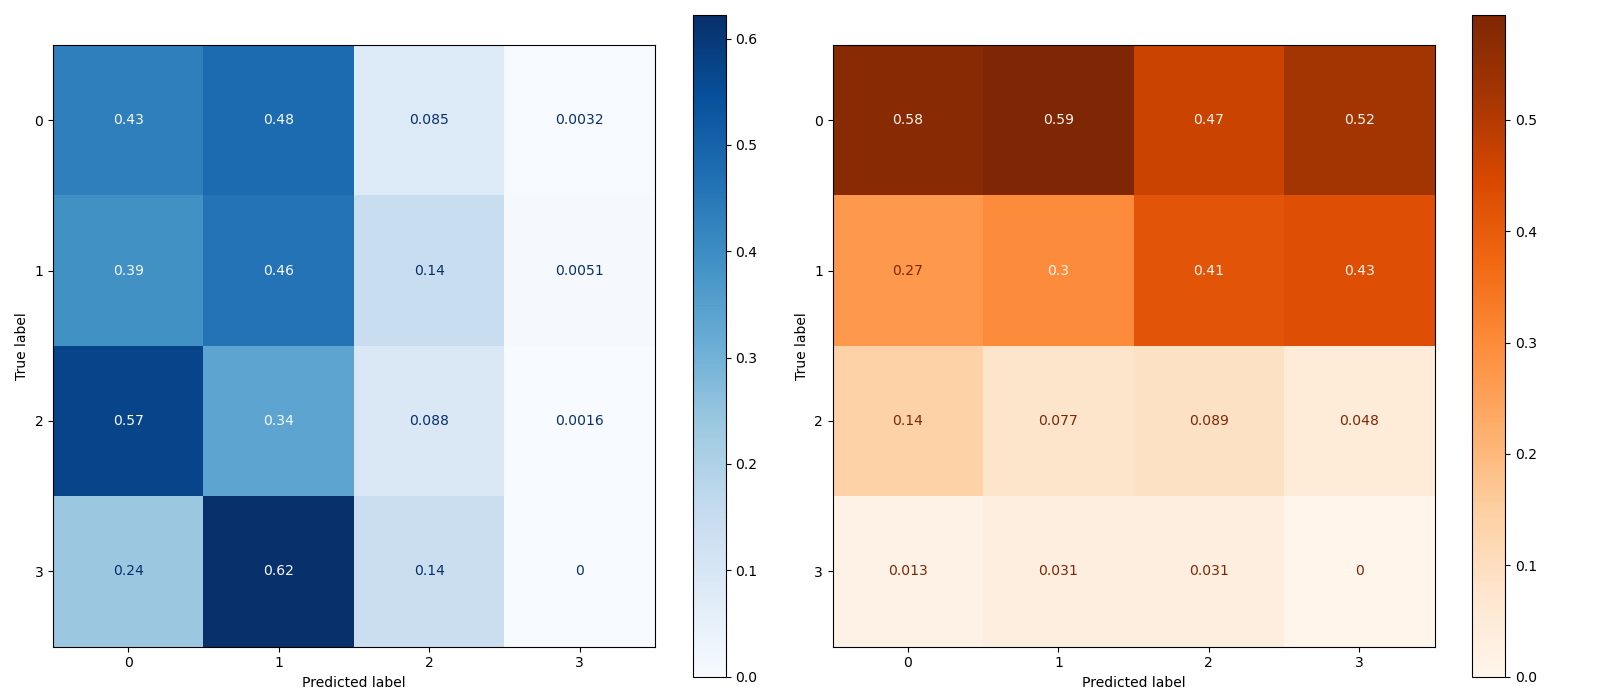 0.43 0.48 0.085 0.0032
0.39 0.46 0.14 0.0051
0.57 0.34 0.088 0.0016
0.24 0.62 0.14 0
0
1
2
3
True label
0 1 2 3
Predicted label
0.6
0.5
0.4
0.3
0.2
0.1
0.0
0.58 0.59 0.47 0.52
0.27 0.3 0.41 0.43
0.14 0.077 0.089 0.048
0.013 0.031 0.031 0
0
1
2
3
True label
0 1 2 3
Predicted label
0.5
0.4
0.3
0.2
0.1
0.0